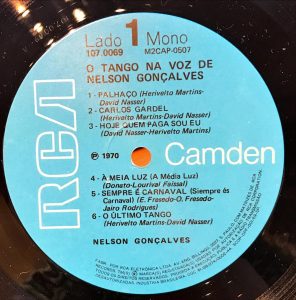 Lado 1 Mono
107.0069 M2CAP-0507
O TANGO NA VOZ DE
NELSON GONÇALVES
1 - PALHAÇO (Herivelto Martins-
David Nasser)
2 - CARLOS GARDEL
(Herivelto Martins-David Nasser)
3 - HOJE QUEM PAGA SOU EU
(David Nasser-Herivelto Martins)
RCA
℗ 1970
Camden
4 - À MEIA LUZ (A Média Luz)
(Donato-Lourival Faissal)
5 - SEMPRE É CARNAVAL (Siempre és
Carnaval) (E. Fresedo-O. Fresedo-
Jairo Rodrigues)
6 - O ÚLTIMO TANGO
(Herivelto Martins-David Nasser)
NELSON GONÇALVES